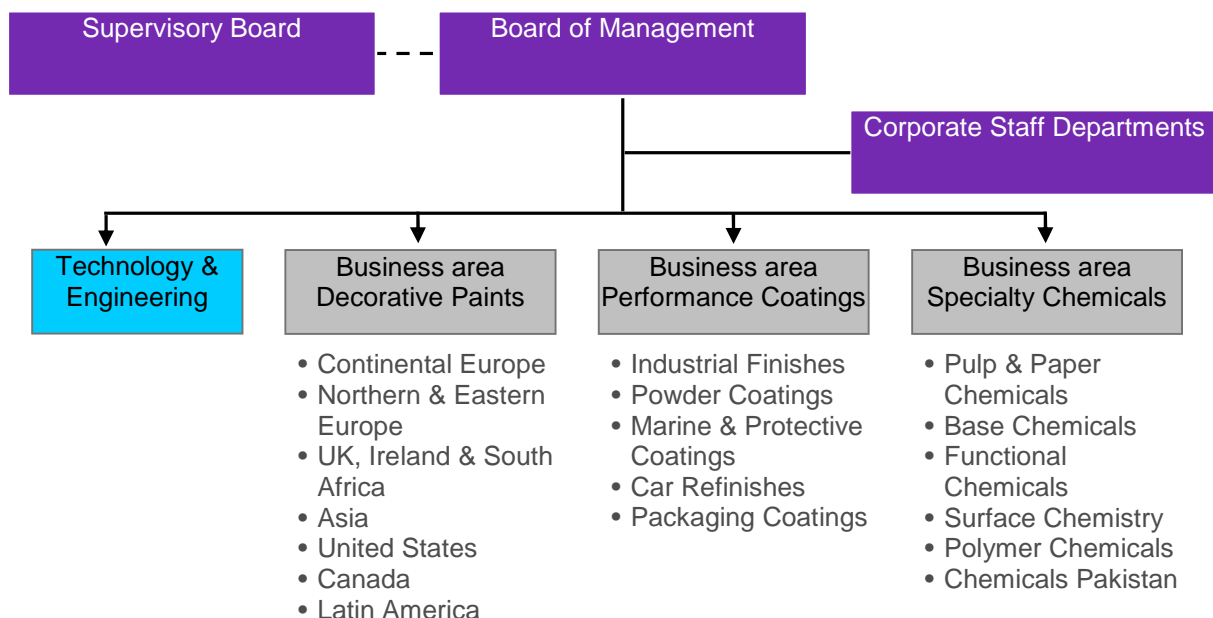 Supervisory Board
Board of Management
Corporate Staff Departments
Technology &
Engineering
Business area
Decorative Paints
Business area
Performance Coatings
Business area
Specialty Chemicals
• Continental Europe
• Northern & Eastern
Europe
• UK, Ireland & South
Africa
• Asia
• United States
• Canada
• Latin America
• Industrial Finishes
• Powder Coatings
• Marine & Protective
Coatings
• Car Refinishes
• Packaging Coatings
• Pulp & Paper
Chemicals
• Base Chemicals
• Functional
Chemicals
• Surface Chemistry
• Polymer Chemicals
• Chemicals Pakistan